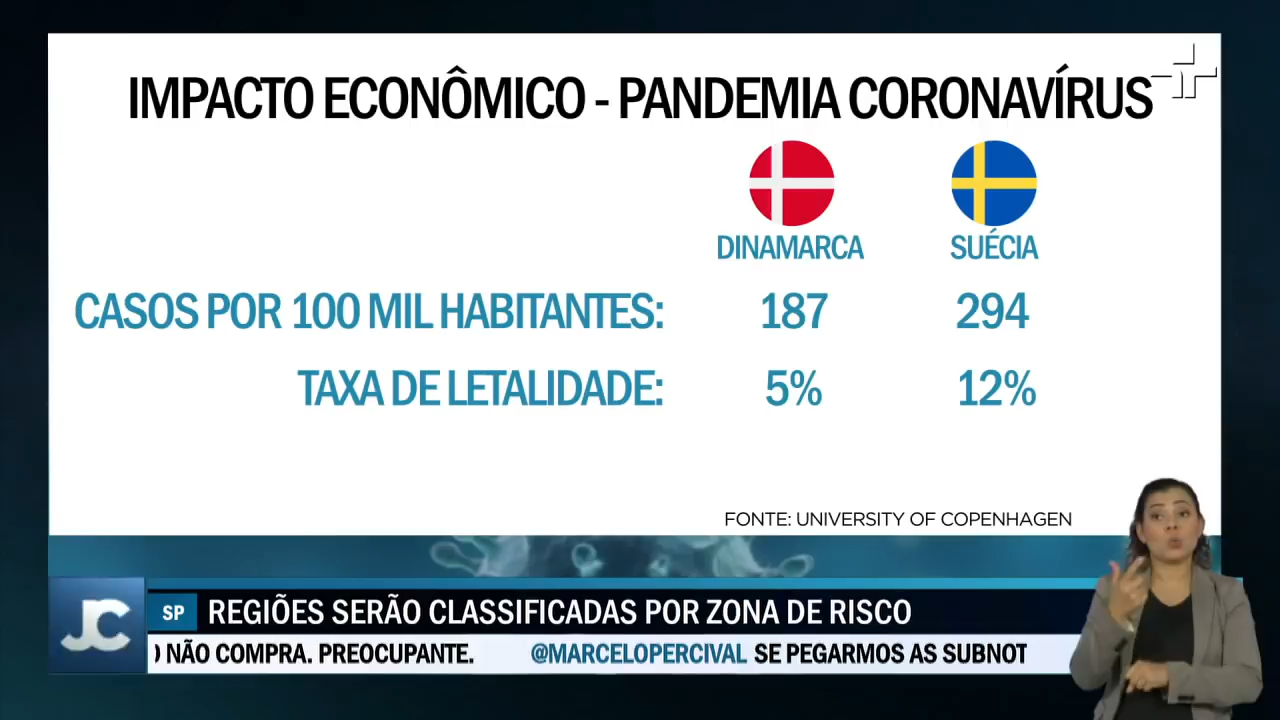 IMPACTO ECONÔMICO - PANDEMIA CORONAVÍRUS
DINAMARCA SUÉCIA
CASOS POR 100 MIL HABITANTES: 187 294
TAXA DE LETALIDADE: 5% 12%
FONTE: UNIVERSITY OF COPENHAGEN
JC SP REGIÕES SERÃO CLASSIFICADAS POR ZONA DE RISCO
NÃO COMPRA. PREOCUPANTE. @MARCELOPERCIVAL SE PEGARMOS AS SUBNOT